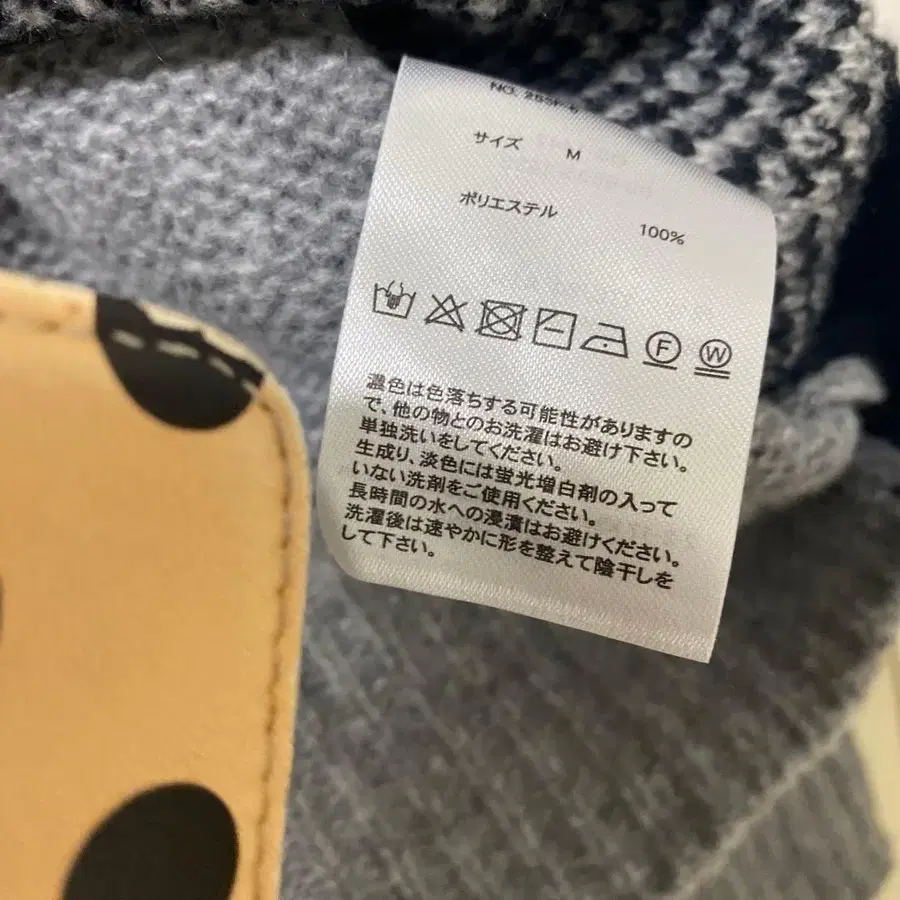 サイズ M
ポリエステル 100%
F W
濃色は色落ちする可能性がありますの
で、他の物とのお洗濯はお避け下さい。
単独洗いをしてください。
生成り、淡色には蛍光増白剤の入って
いない洗剤をご使用ください。
長時間の水への浸漬はお避けください。
洗濯後は速やかに形を整えて陰干しを
して下さい。